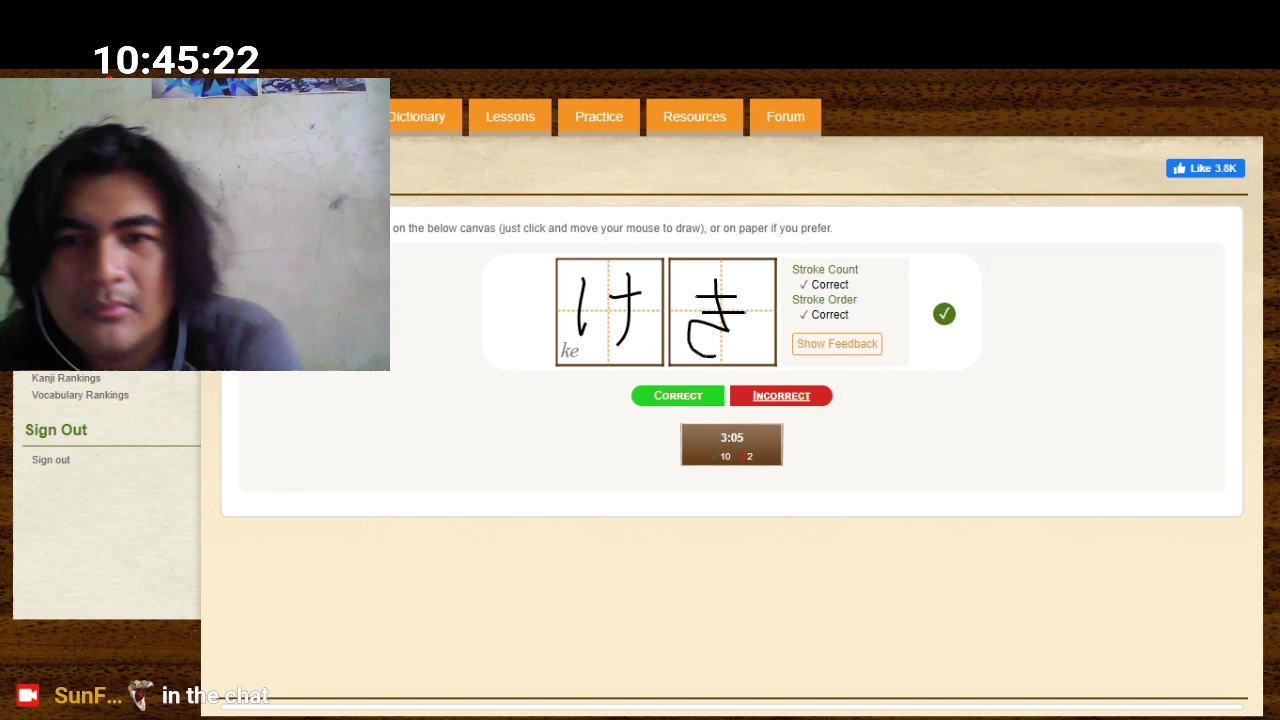 10:45:22
Dictionary Lessons Practice Resources Forum
Like 3.8K
on the below canvas (just click and move your mouse to draw), or on paper if you prefer.
け き
ke
Stroke Count
✓ Correct
Stroke Order
✓ Correct
Show Feedback
CORRECT INCORRECT
3:05
10 2
Kanji Rankings
Vocabulary Rankings
Sign Out
Sign out
SunF... in the chat